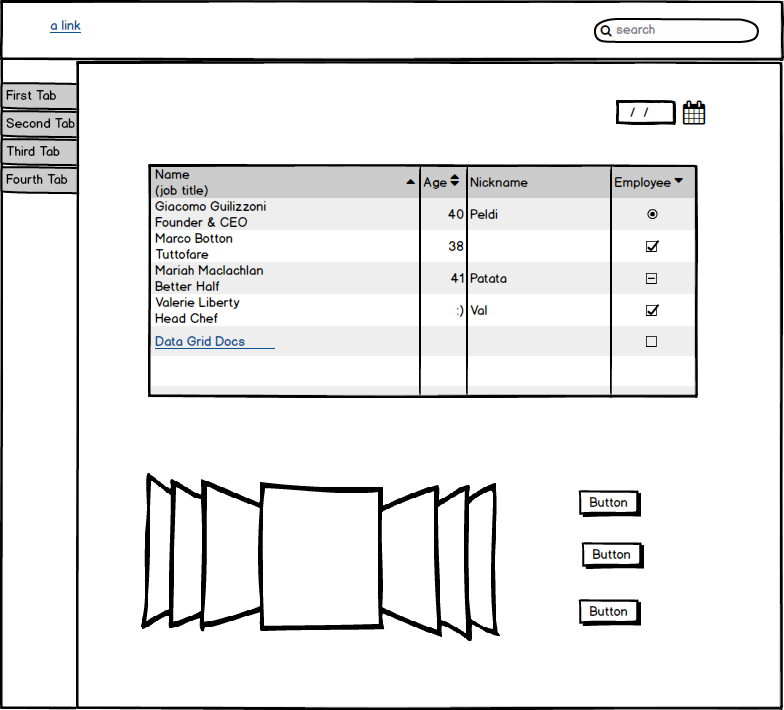 a link
search
First Tab
Second Tab
Third Tab
Fourth Tab
/ /
Name
(job title)
Age
Nickname
Employee
Giacomo Guilizzoni
Founder & CEO
40
Peldi
Marco Botton
Tuttofare
38
Mariah Maclachlan
Better Half
41
Patata
Valerie Liberty
Head Chef
:)
Val
Data Grid Docs
Button
Button
Button